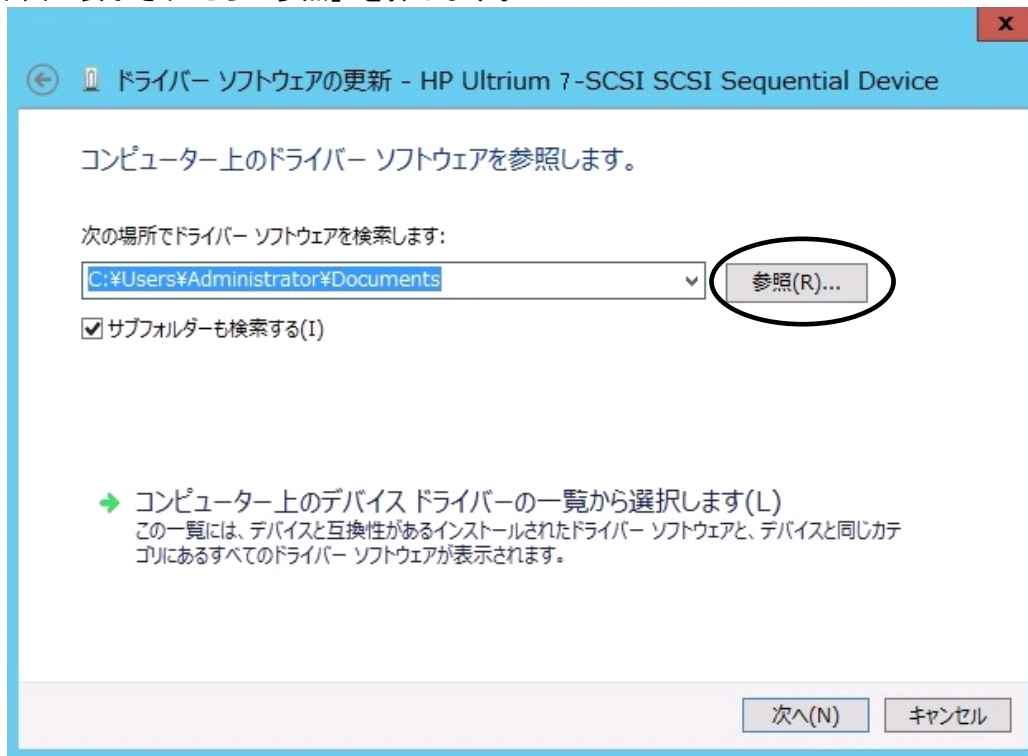 x
ドライバー ソフトウェアの更新 - HP Ultrium 7-SCSI SCSI Sequential Device
コンピューター上のドライバー ソフトウェアを参照します。
次の場所でドライバー ソフトウェアを検索します:
C:¥Users¥Administrator¥Documents
参照(R)...
サブフォルダーも検索する(I)
コンピューター上のデバイス ドライバーの一覧から選択します(L)
この一覧には、デバイスと互換性があるインストールされたドライバー ソフトウェアと、デバイスと同じカテ
ゴリにあるすべてのドライバー ソフトウェアが表示されます。
次へ(N)
キャンセル